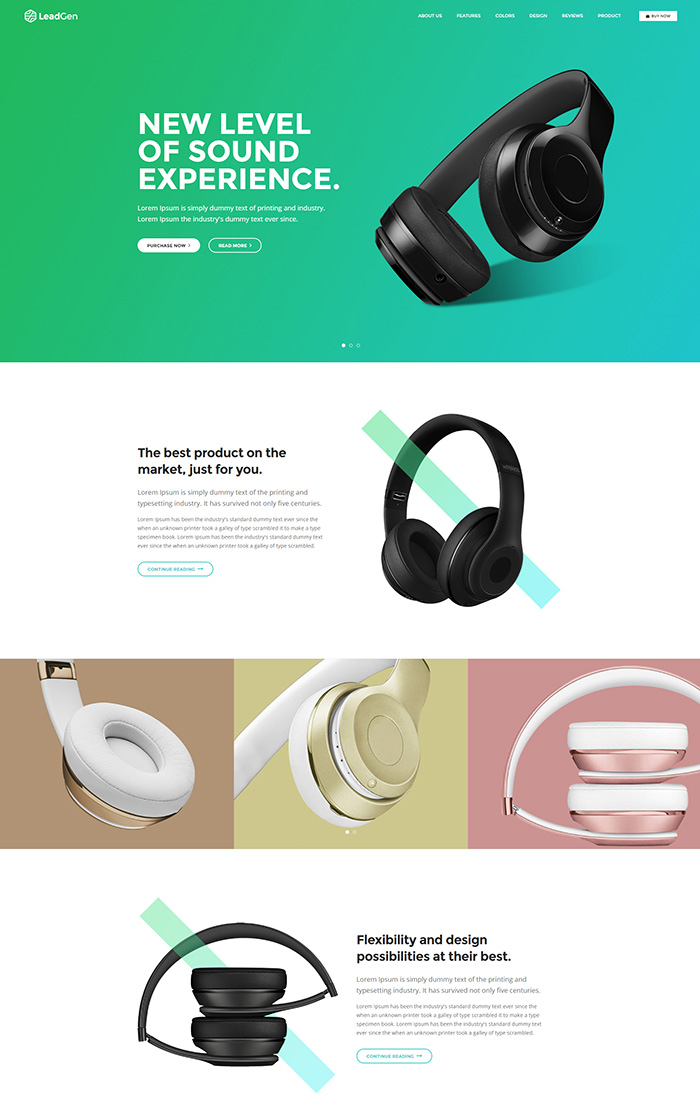 LeadGen
ABOUT US
FEATURES
COLORS
DESIGN
REVIEWS
PRODUCT
BUY NOW
NEW LEVEL
OF SOUND
EXPERIENCE.
Lorem Ipsum is simply dummy text of printing and industry.
Lorem Ipsum the industry's dummy text ever since.
PURCHASE NOW
READ MORE
The best product on the
market, just for you.
Lorem Ipsum is simply dummy text of the printing and
typesetting industry. It has survived not only five centuries.
Lorem Ipsum has been the industry's standard dummy text ever since the
when an unknown printer took a galley of type scrambled it to make a type
specimen book. Lorem Ipsum has been the industry's standard dummy text
ever since the when an unknown printer took a galley of type scrambled.
CONTINUE READING
Flexibility and design
possibilities at their best.
Lorem Ipsum is simply dummy text of the printing and
typesetting industry. It has survived not only five centuries.
Lorem Ipsum has been the industry's standard dummy text ever since the
when an unknown printer took a galley of type scrambled it to make a type
specimen book. Lorem Ipsum has been the industry's standard dummy text
ever since the when an unknown printer took a galley of type scrambled.
CONTINUE READING